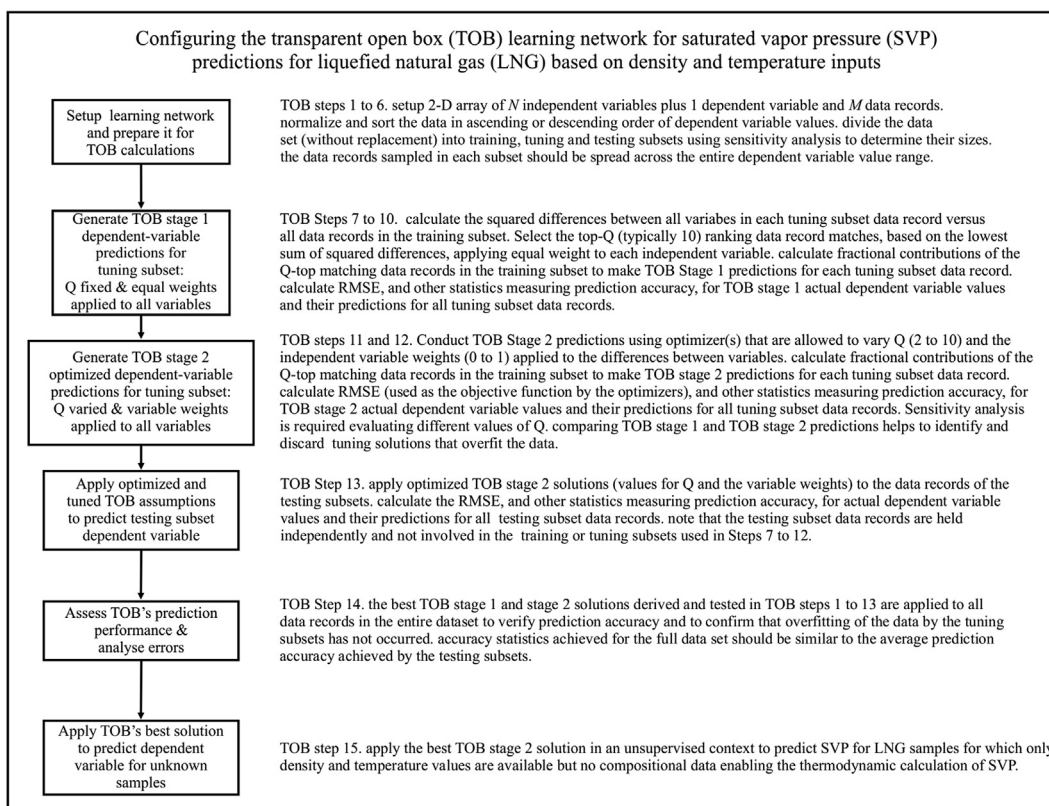 Configuring the transparent open box (TOB) learning network for saturated vapor pressure (SVP)
predictions for liquefied natural gas (LNG) based on density and temperature inputs
Setup learning network
and prepare it for
TOB calculations
TOB steps 1 to 6. setup 2-D array of N independent variables plus 1 dependent variable and M data records.
normalize and sort the data in ascending or descending order of dependent variable values. divide the data
set (without replacement) into training, tuning and testing subsets using sensitivity analysis to determine their sizes.
the data records sampled in each subset should be spread across the entire dependent variable value range.
Generate TOB stage 1
dependent-variable
predictions for
tuning subset:
Q fixed & equal weights
applied to all variables
TOB Steps 7 to 10. calculate the squared differences between all variabes in each tuning subset data record versus
all data records in the training subset. Select the top-Q (typically 10) ranking data record matches, based on the lowest
sum of squared differences, applying equal weight to each independent variable. calculate fractional contributions of the
Q-top matching data records in the training subset to make TOB Stage 1 predictions for each tuning subset data record.
calculate RMSE, and other statistics measuring prediction accuracy, for TOB stage 1 actual dependent variable values
and their predictions for all tuning subset data records.
Generate TOB stage 2
optimized dependent-variable
predictions for tuning subset:
Q varied & variable weights
applied to all variables
TOB steps 11 and 12. Conduct TOB Stage 2 predictions using optimizer(s) that are allowed to vary Q (2 to 10) and the
independent variable weights (0 to 1) applied to the differences between variables. calculate fractional contributions of the
Q-top matching data records in the training subset to make TOB stage 2 predictions for each tuning subset data record.
calculate RMSE (used as the objective function by the optimizers), and other statistics measuring prediction accuracy, for
TOB stage 2 actual dependent variable values and their predictions for all tuning subset data records. Sensitivity analysis
is required evaluating different values of Q. comparing TOB stage 1 and TOB stage 2 predictions helps to identify and
discard tuning solutions that overfit the data.
Apply optimized and
tuned TOB assumptions
to predict testing subset
dependent variable
TOB Step 13. apply optimized TOB stage 2 solutions (values for Q and the variable weights) to the data records of the
testing subsets. calculate the RMSE, and other statistics measuring prediction accuracy, for actual dependent variable
values and their predictions for all testing subset data records. note that the testing subset data records are held
independently and not involved in the training or tuning subsets used in Steps 7 to 12.
Assess TOB's prediction
performance &
analyse errors
TOB Step 14. the best TOB stage 1 and stage 2 solutions derived and tested in TOB steps 1 to 13 are applied to all
data records in the entire dataset to verify prediction accuracy and to confirm that overfitting of the data by the tuning
subsets has not occurred. accuracy statistics achieved for the full data set should be similar to the average prediction
accuracy achieved by the testing subsets.
Apply TOB's best solution
to predict dependent
variable for unknown
samples
TOB step 15. apply the best TOB stage 2 solution in an unsupervised context to predict SVP for LNG samples for which only
density and temperature values are available but no compositional data enabling the thermodynamic calculation of SVP.